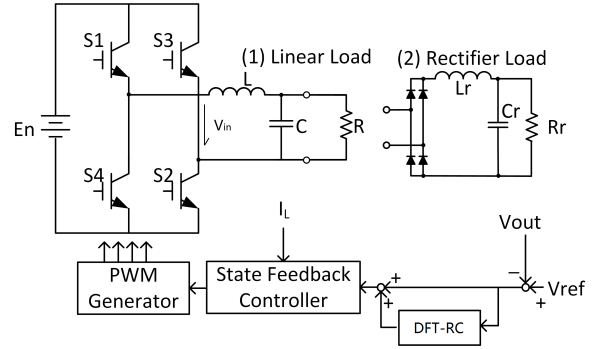 S1
S3
(1) Linear Load
(2) Rectifier Load
L
Lr
En
Vin
C
R
Cr
Rr
S4
S2
IL
Vout
PWM
Generator
State Feedback
Controller
+
+
−
+
Vref
DFT-RC